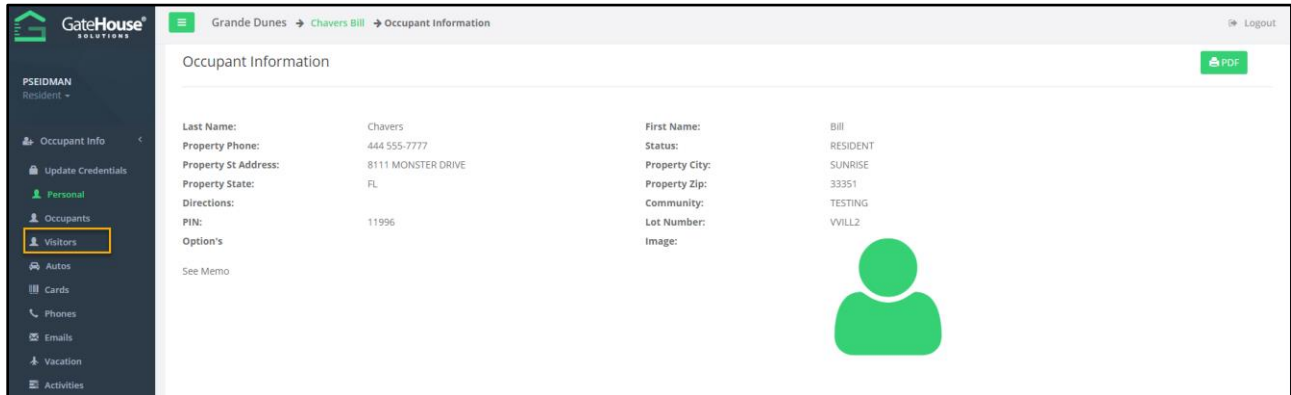 GateHouse®
SOLUTIONS
Grande Dunes Chavers Bill Occupant Information
Logout
PSEIDMAN
Resident
Occupant Info
Update Credentials
Personal
Occupants
Visitors
Autos
Cards
Phones
Emails
Vacation
Activities
Occupant Information
PDF
Last Name: Chavers First Name: Bill
Property Phone: 444 555-7777 Status: RESIDENT
Property St Address: 8111 MONSTER DRIVE Property City: SUNRISE
Property State: FL Property Zip: 33351
Directions: Community: TESTING
PIN: 11996 Lot Number: VVILL2
Option's Image:
See Memo